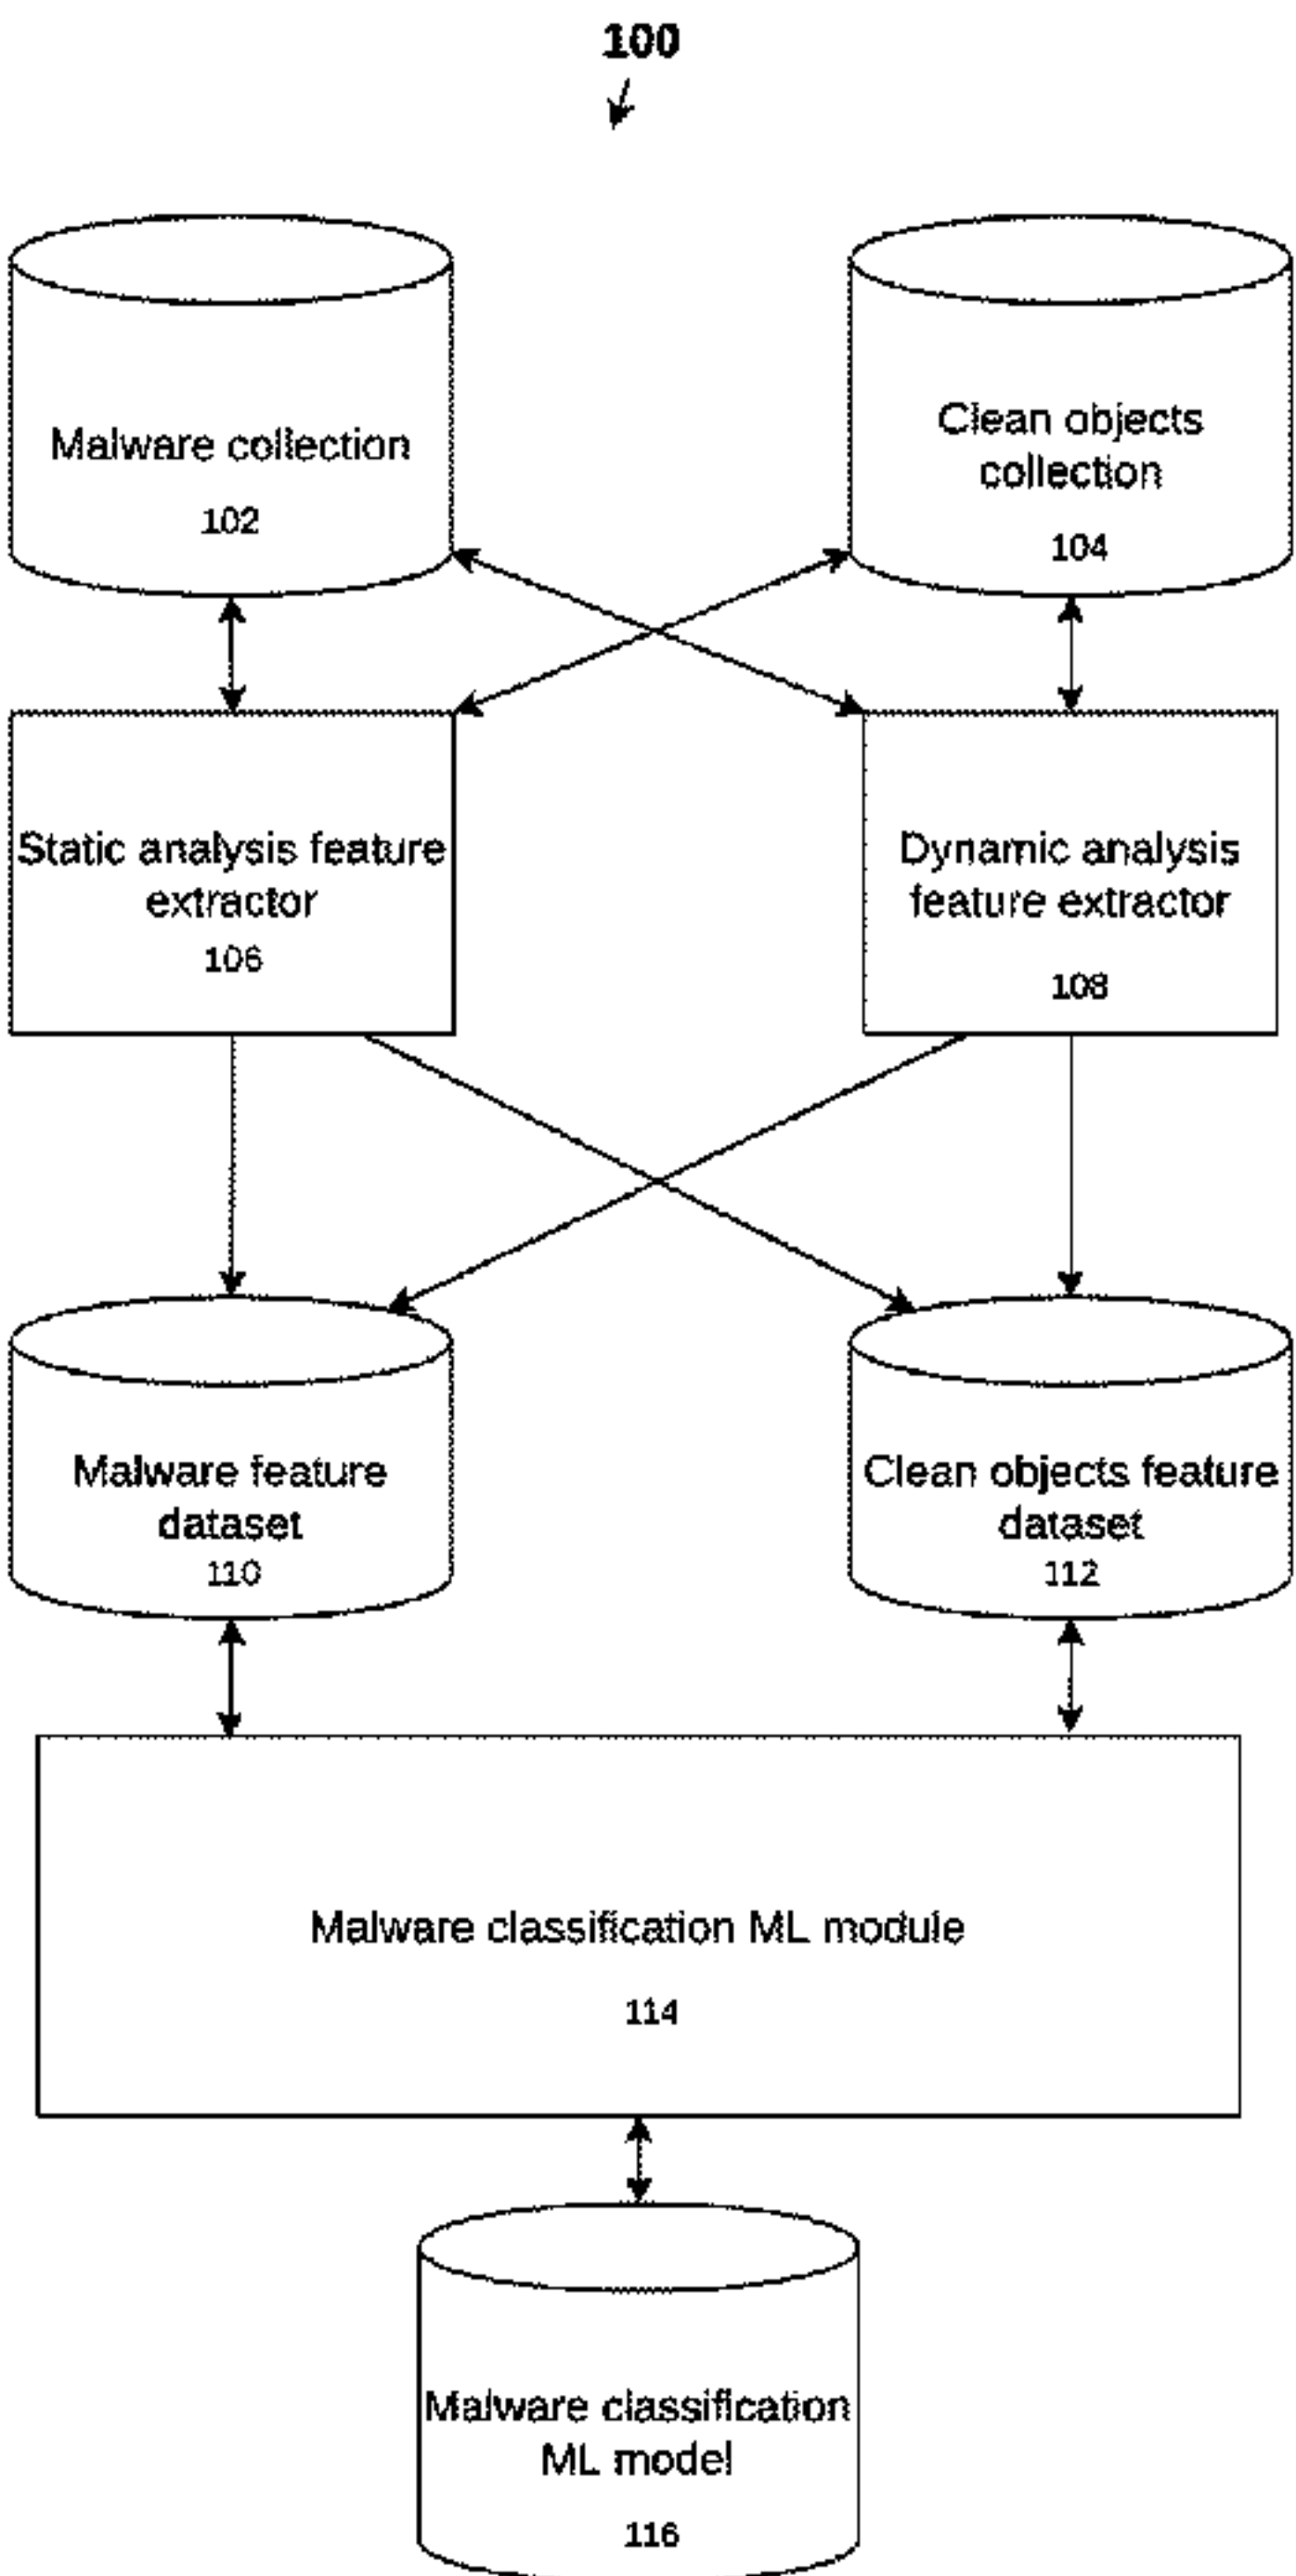 100
Malware collection
102
Clean objects
collection
104
Static analysis feature
extractor
106
Dynamic analysis
feature extractor
108
Malware feature
dataset
110
Clean objects feature
dataset
112
Malware classification ML module
114
Malware classification
ML model
116